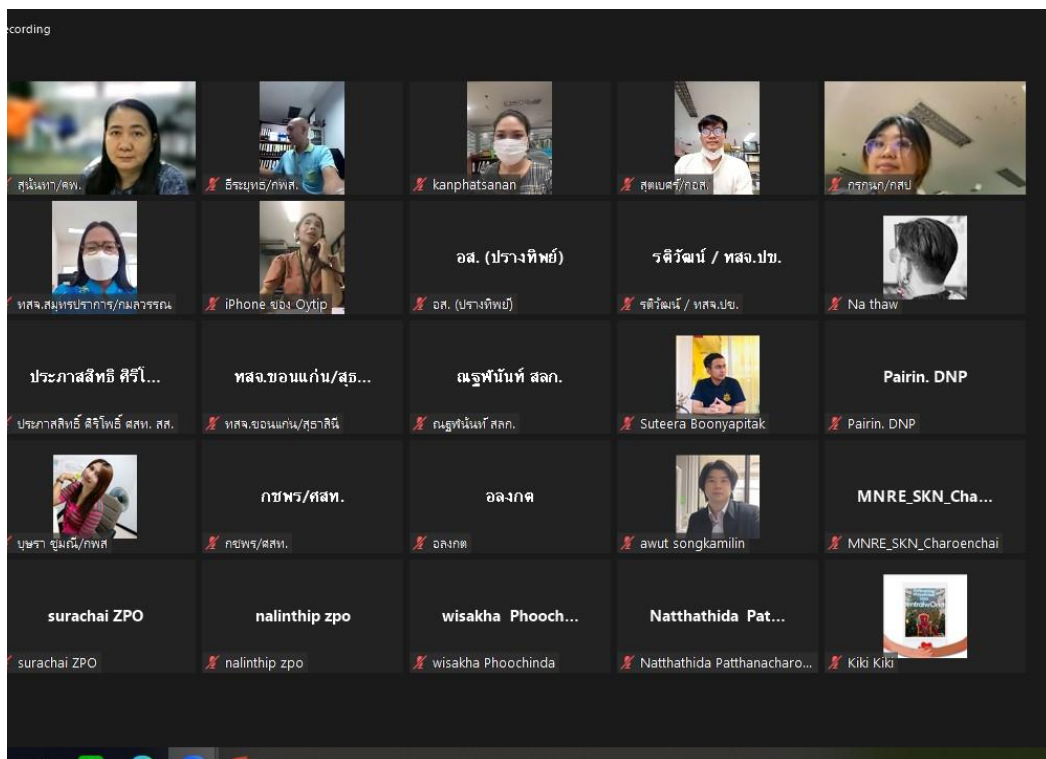 ecording
สุนันทา/คพ.
ธีระยุทธ/กพส.
kanphatsanan
สุตเบศร์/กอส.
กรกนก/กสป
ทสจ.สมุทรปราการ/กมลวรรณ
iPhone ของ Oytip
อส. (ปรางทิพย์)
อส. (ปรางทิพย์)
รติวัฒน์ / ทสจ.ปข.
รติวัฒน์ / ทสจ.ปข.
Na thaw
ประภาสสิทธิ์ ศิริโ...
ประภาสสิทธิ์ ศิริโพธิ์ ศสท. สส.
ทสจ.ขอนแก่น/สุธ...
ทสจ.ขอนแก่น/สุธาสินี
ณฐพันันท์ สลก.
ณฐพันันท์ สลก.
Suteera Boonyapitak
Pairin. DNP
Pairin. DNP
บุษรา ชูมณี/กพส
กชพร/ศสท.
กชพร/ศสท.
อลงกต
อลงกต
awut songkamilin
MNRE_SKN_Cha...
MNRE_SKN_Charoenchai
surachai ZPO
surachai ZPO
nalinthip zpo
nalinthip zpo
wisakha Phooch...
wisakha Phoochinda
Natthathida Pat...
Natthathida Patthanacharo...
Kiki Kiki